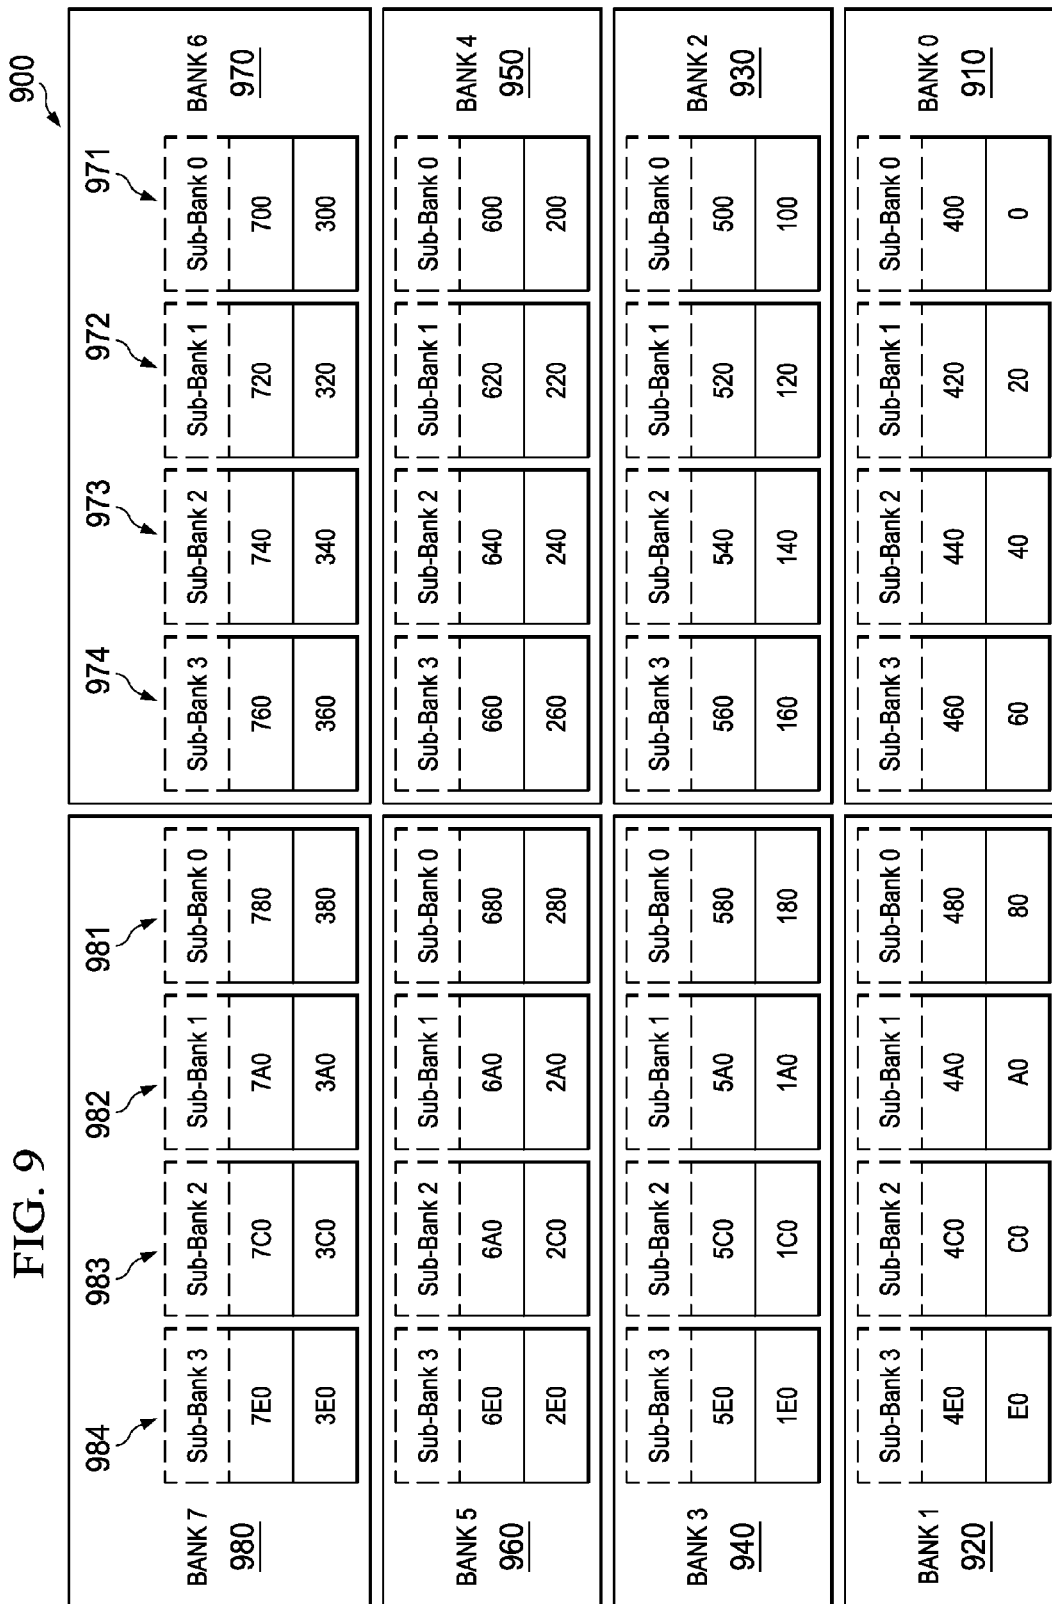 FIG. 9
900
984
983
982
981
974
973
972
971
BANK 7
980
Sub-Bank 3
Sub-Bank 2
Sub-Bank 1
Sub-Bank 0
7E0
7C0
7A0
780
3E0
3C0
3A0
380
Sub-Bank 3
Sub-Bank 2
Sub-Bank 1
Sub-Bank 0
760
740
720
700
360
340
320
300
BANK 6
970
BANK 5
960
Sub-Bank 3
Sub-Bank 2
Sub-Bank 1
Sub-Bank 0
6E0
6A0
6A0
680
2E0
2C0
2A0
280
Sub-Bank 3
Sub-Bank 2
Sub-Bank 1
Sub-Bank 0
660
640
620
600
260
240
220
200
BANK 4
950
BANK 3
940
Sub-Bank 3
Sub-Bank 2
Sub-Bank 1
Sub-Bank 0
5E0
5C0
5A0
580
1E0
1C0
1A0
180
Sub-Bank 3
Sub-Bank 2
Sub-Bank 1
Sub-Bank 0
560
540
520
500
160
140
120
100
BANK 2
930
BANK 1
920
Sub-Bank 3
Sub-Bank 2
Sub-Bank 1
Sub-Bank 0
4E0
4C0
4A0
480
E0
C0
A0
80
Sub-Bank 3
Sub-Bank 2
Sub-Bank 1
Sub-Bank 0
460
440
420
400
60
40
20
0
BANK 0
910